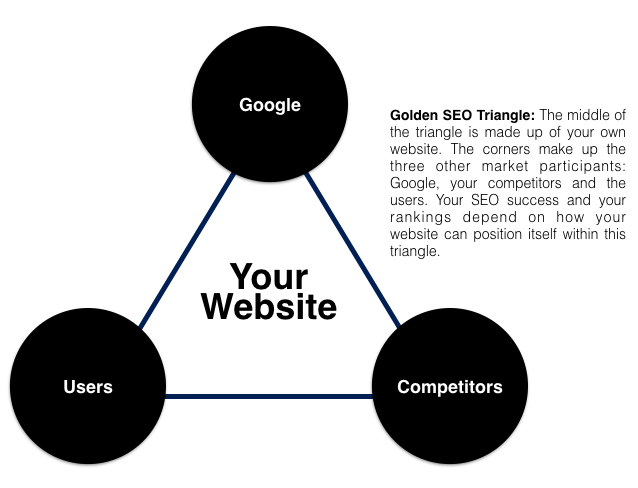 Google
Golden SEO Triangle: The middle of
the triangle is made up of your own
website. The corners make up the
three other market participants:
Google, your competitors and the
users. Your SEO success and your
rankings depend on how your
website can position itself within this
triangle.
Your
Website
Users
Competitors